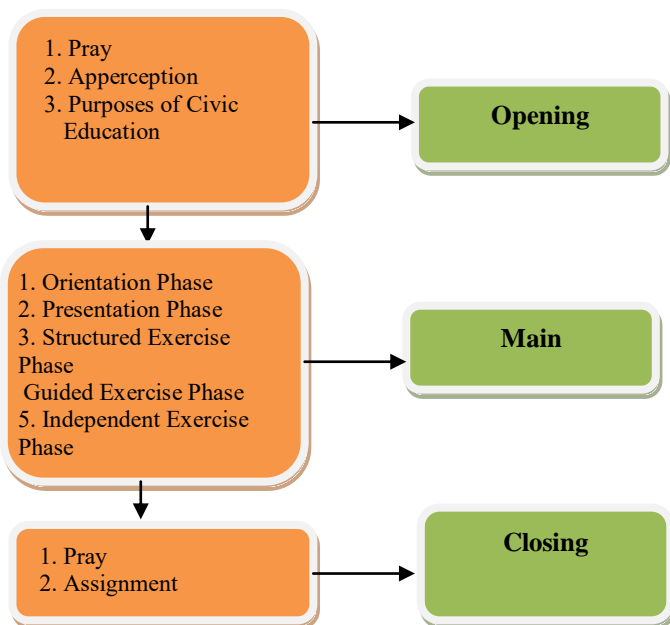 1. Pray
2. Apperception
3. Purposes of Civic
Education
Opening
1. Orientation Phase
2. Presentation Phase
3. Structured Exercise
Phase
Guided Exercise Phase
5. Independent Exercise
Phase
Main
1. Pray
2. Assignment
Closing